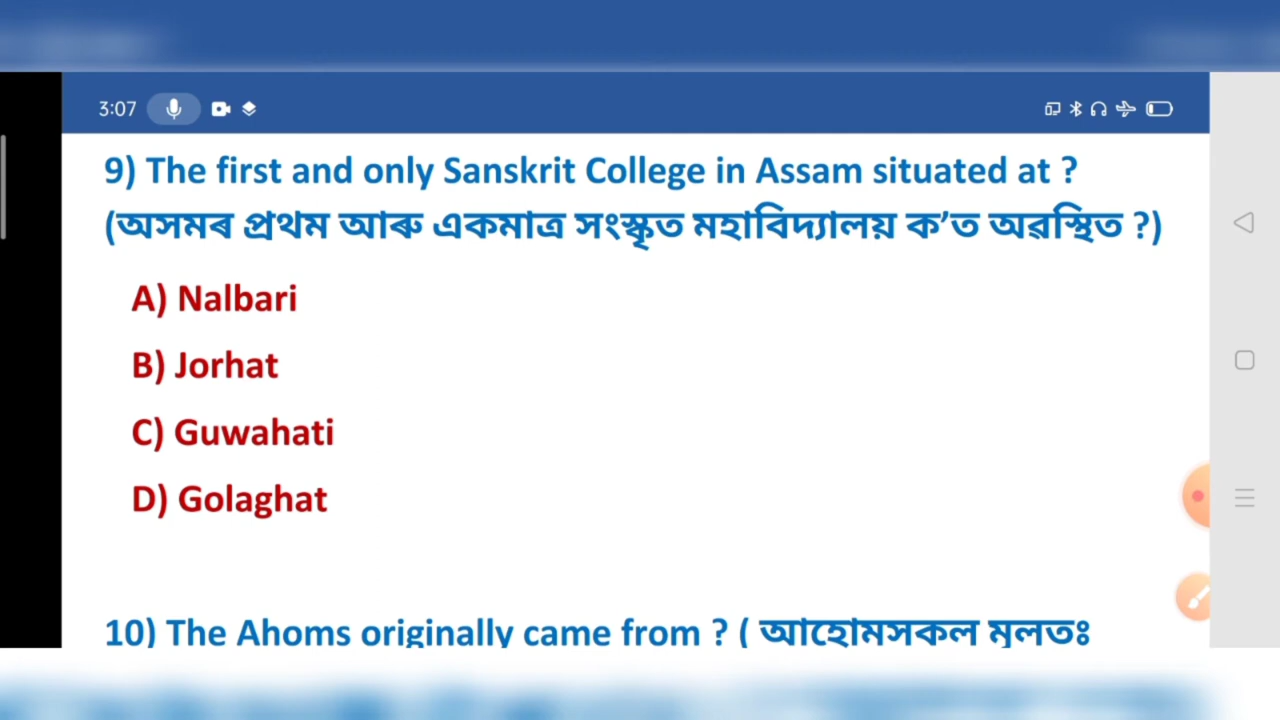 3:07
9) The first and only Sanskrit College in Assam situated at ?
(অসমৰ প্ৰথম আৰু একমাত্ৰ সংস্কৃত মহাবিদ্যালয় ক’ত অৱস্থিত ?)
A) Nalbari
B) Jorhat
C) Guwahati
D) Golaghat
10) The Ahoms originally came from ? ( আহোমসকল মূলতঃ